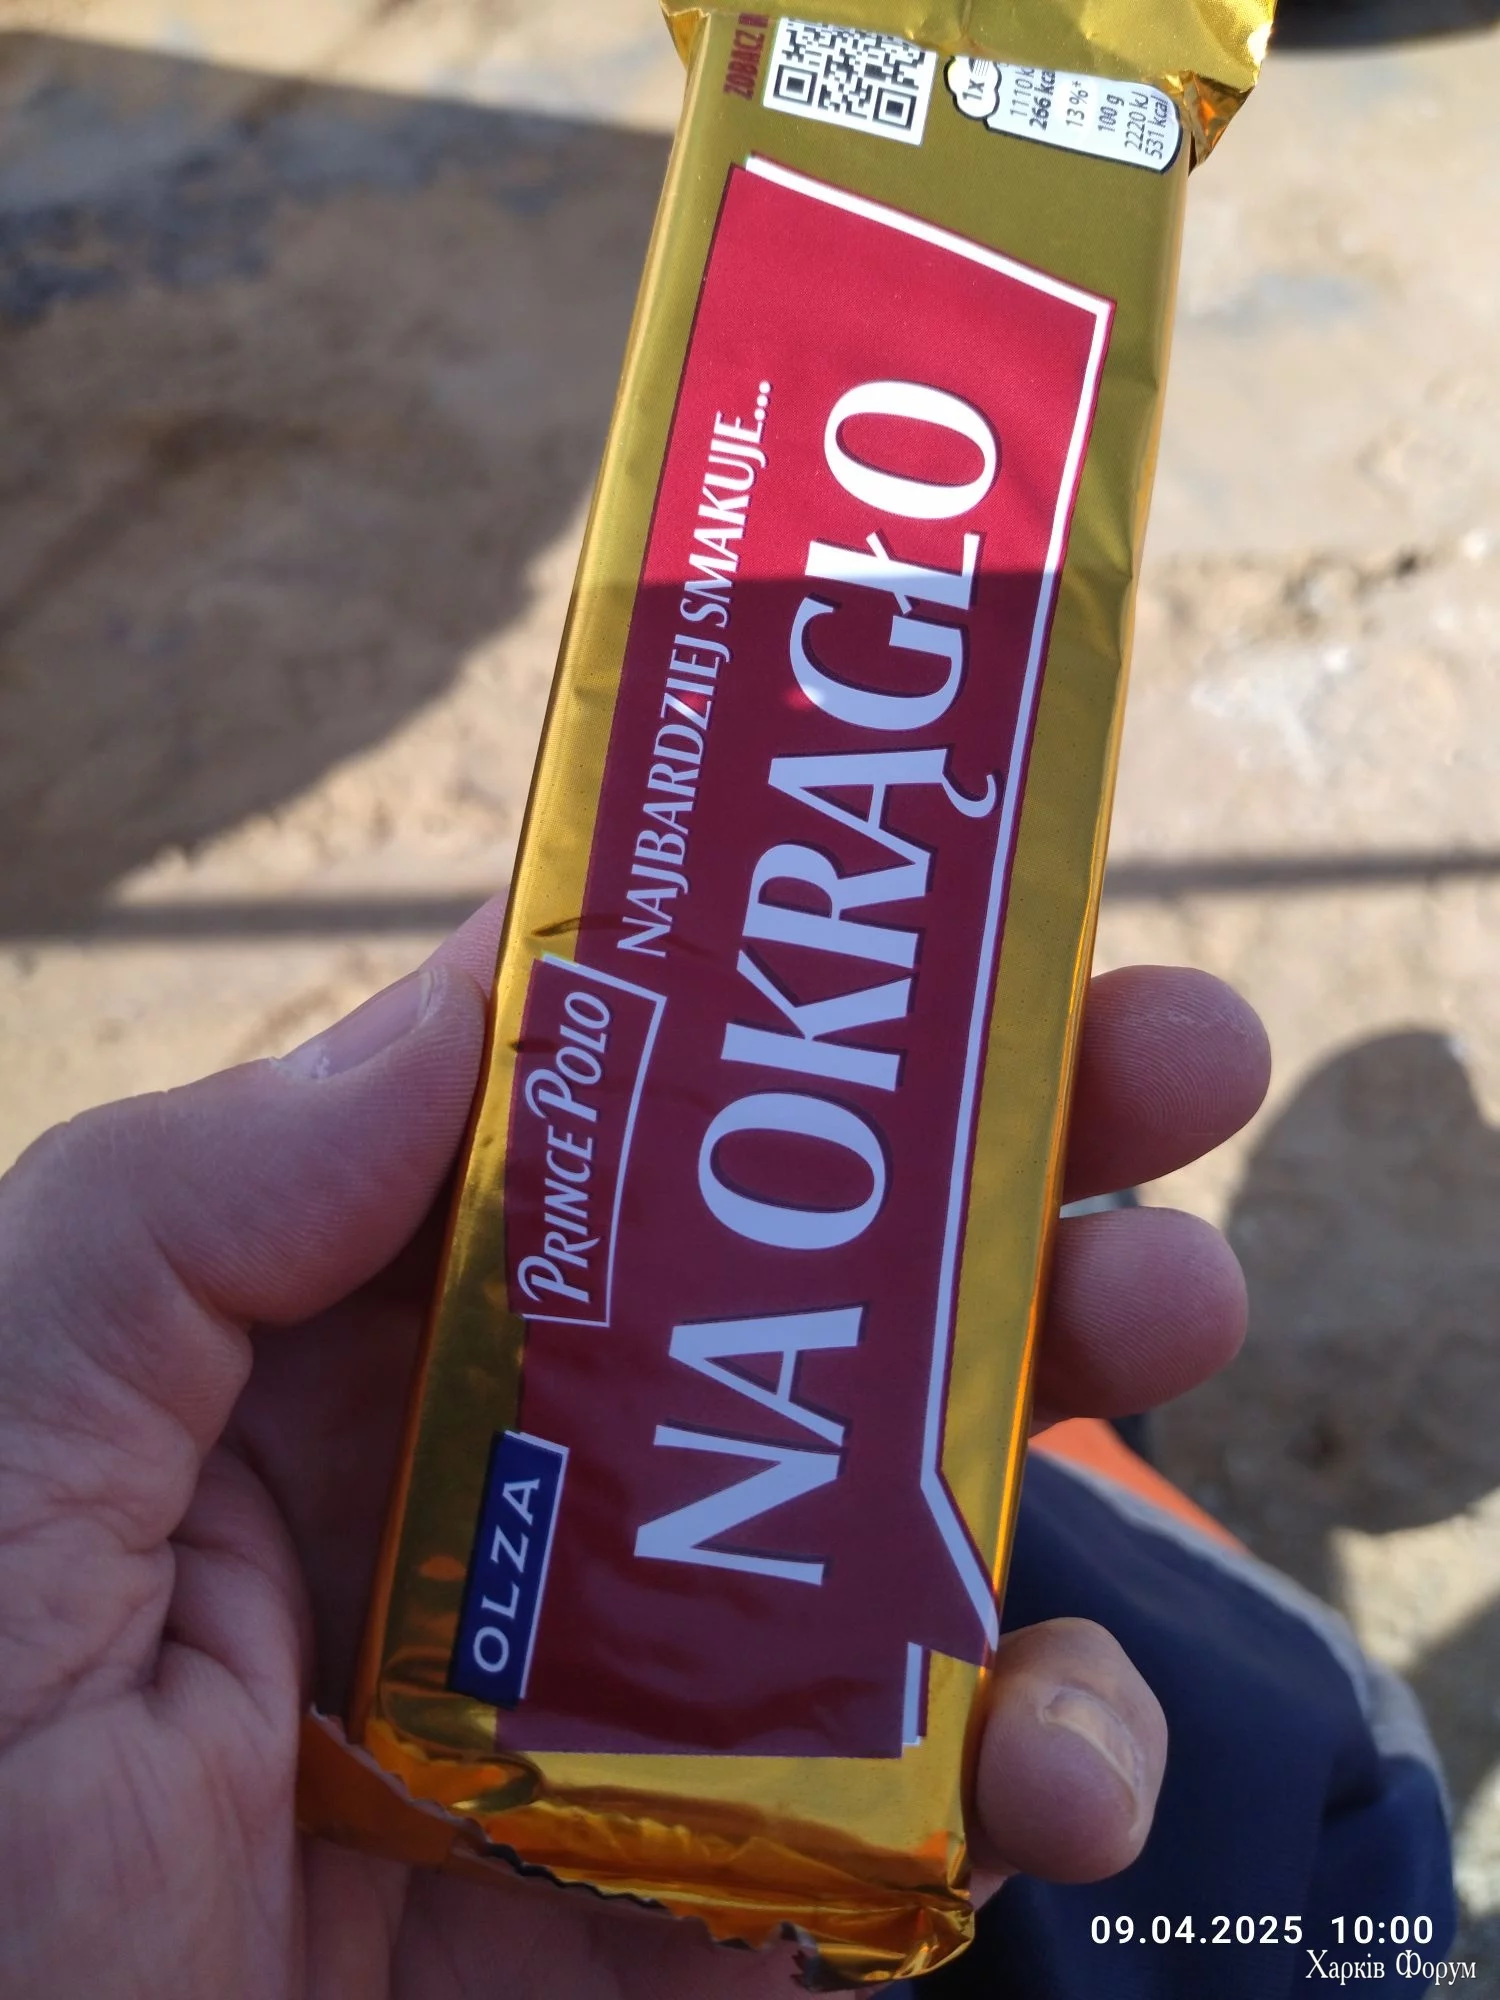 ZOBACZ
1x
1110 k
266 kcal
13%*
100 g
2220 kJ
531 kcal
NAJBARDZIEJ SMAKUJE...
NA OKRĄGŁO
PRINCE POLO
OLZA
09.04.2025 10:00
Харків Форум